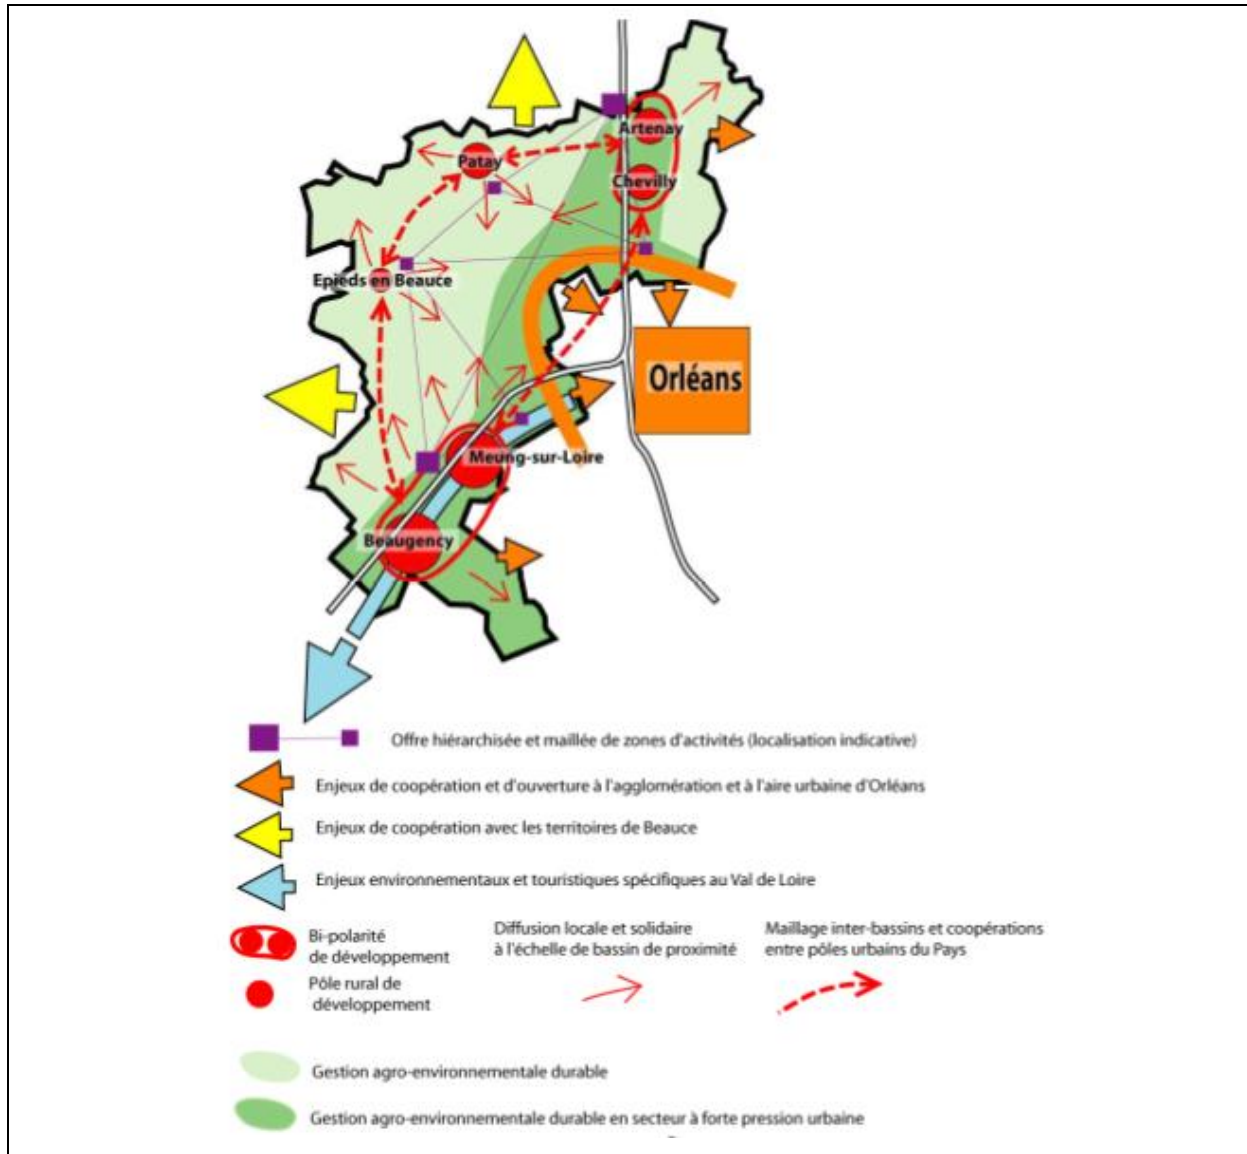 Artenay
Patay
Chevilly
Epieds en Beauce
Orléans
Meung-sur-Loire
Beaugency
Offre hiérarchisée et maillée de zones d'activités (localisation indicative)
Enjeux de coopération et d'ouverture à l'agglomération et à l'aire urbaine d'Orléans
Enjeux de coopération avec les territoires de Beauce
Enjeux environnementaux et touristiques spécifiques au Val de Loire
Bi-polarité
de développement
Diffusion locale et solidaire
à l'échelle de bassin de proximité
Maillage inter-bassins et coopérations
entre pôles urbains du Pays
Pôle rural de
développement
Gestion agro-environnementale durable
Gestion agro-environnementale durable en secteur à forte pression urbaine